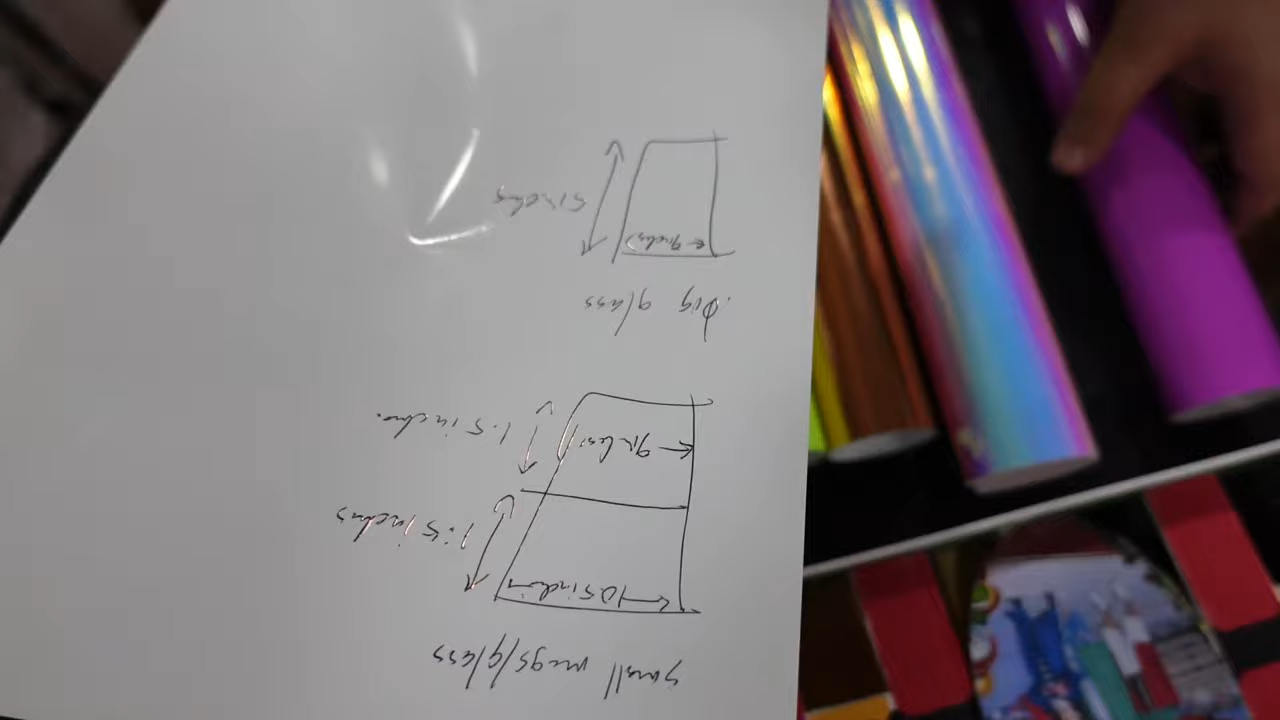 small mugs/glass
10.5 inches
1.5 inches
9 inches
1.5 inches
big glass
9 inches
5 inches